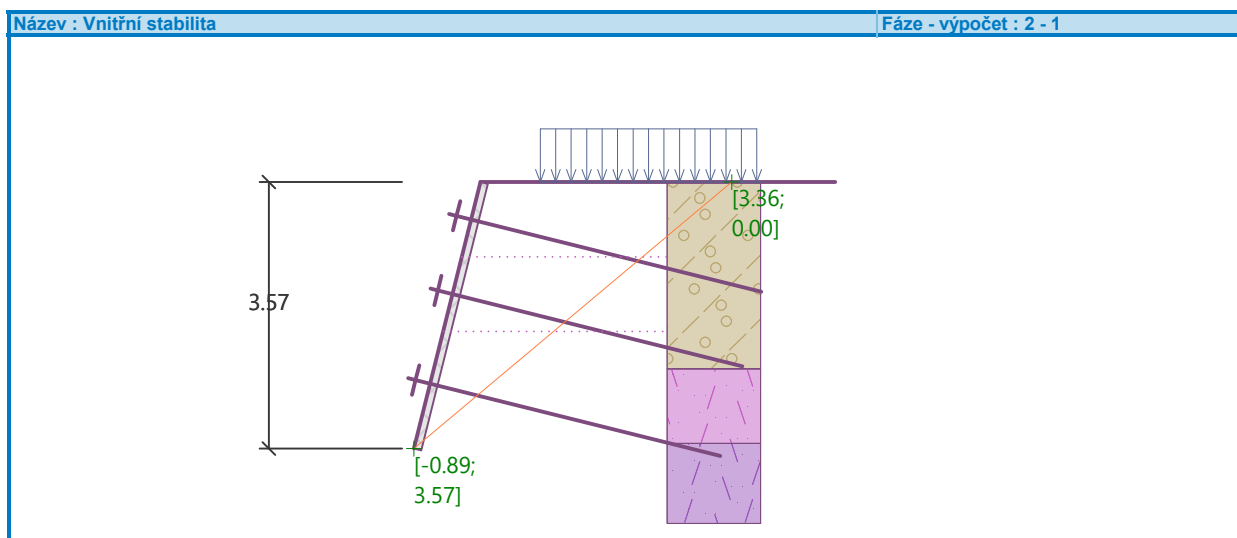 Název : Vnitřní stabilita
Fáze - výpočet : 2 - 1
[3.36;
0.00]
3.57
[-0.89;
3.57]